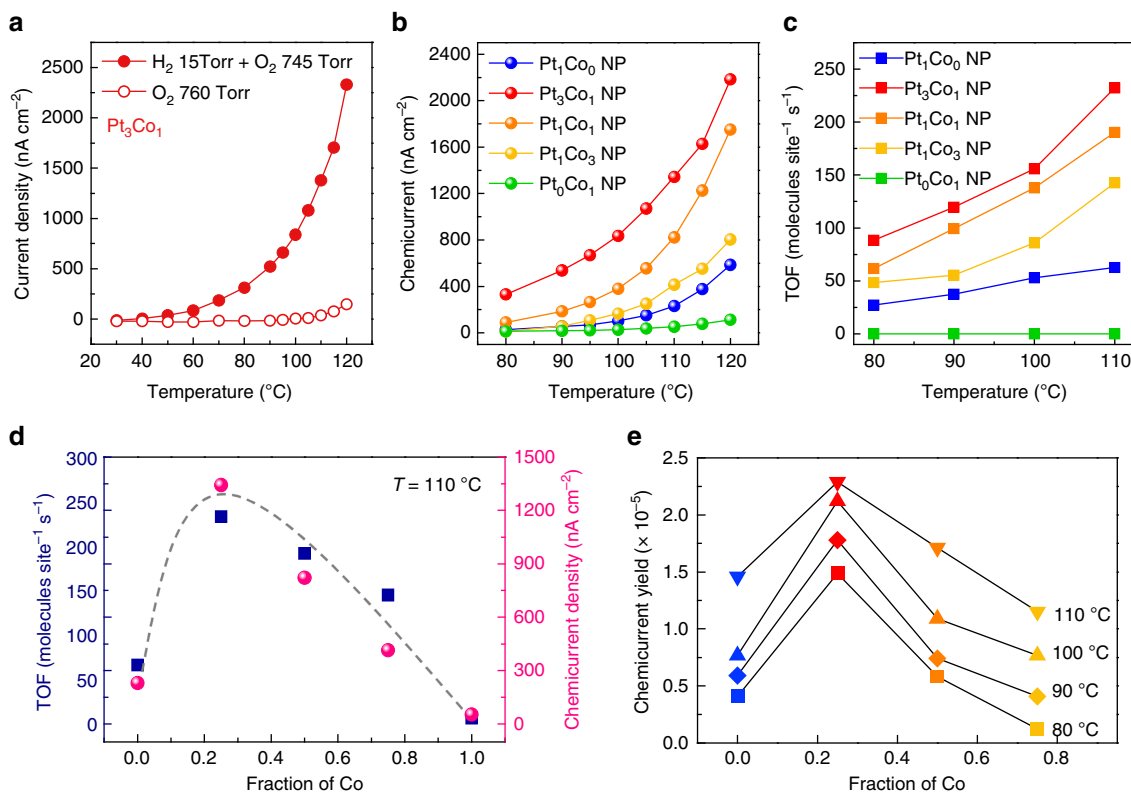 a
2500
2000
1500
1000
500
0
20
40
60
80
100
120
Temperature (°C)
Current density (nA cm⁻²)
H₂ 15Torr + O₂ 745 Torr
O₂ 760 Torr
Pt₃Co₁
b
2400
2000
1600
1200
800
400
0
80
90
100
110
120
Temperature (°C)
Chemicurrent (nA cm⁻²)
Pt₁Co₀ NP
Pt₃Co₁ NP
Pt₁Co₁ NP
Pt₁Co₃ NP
Pt₀Co₁ NP
c
250
200
150
100
50
0
80
90
100
110
Temperature (°C)
TOF (molecules site⁻¹ s⁻¹)
Pt₁Co₀ NP
Pt₃Co₁ NP
Pt₁Co₁ NP
Pt₁Co₃ NP
Pt₀Co₁ NP
d
300
250
200
150
100
50
0
TOF (molecules site⁻¹ s⁻¹)
T = 110 °C
1500
1200
900
600
300
0
Chemicurrent density (nA cm⁻²)
0.0
0.2
0.4
0.6
0.8
1.0
Fraction of Co
e
2.5
2.0
1.5
1.0
0.5
0.0
Chemicurrent yield (× 10⁻⁵)
110 °C
100 °C
90 °C
80 °C
0.0
0.2
0.4
0.6
0.8
Fraction of Co